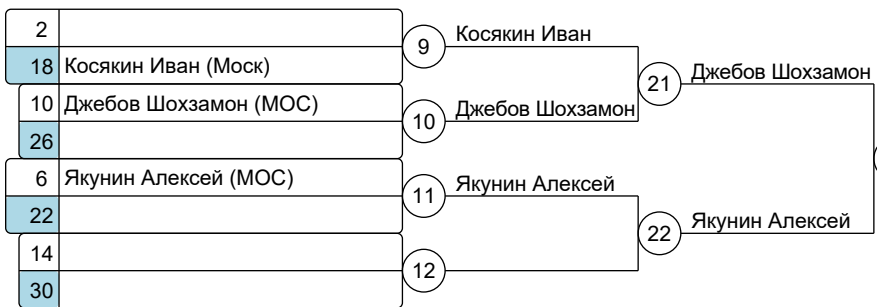 2
18 Косякин Иван (Моск)
9
Косякин Иван
10 Джебов Шохзамон (МОС)
26
10
Джебов Шохзамон
21
Джебов Шохзамон
6 Якунин Алексей (МОС)
22
11
Якунин Алексей
14
30
12
22
Якунин Алексей